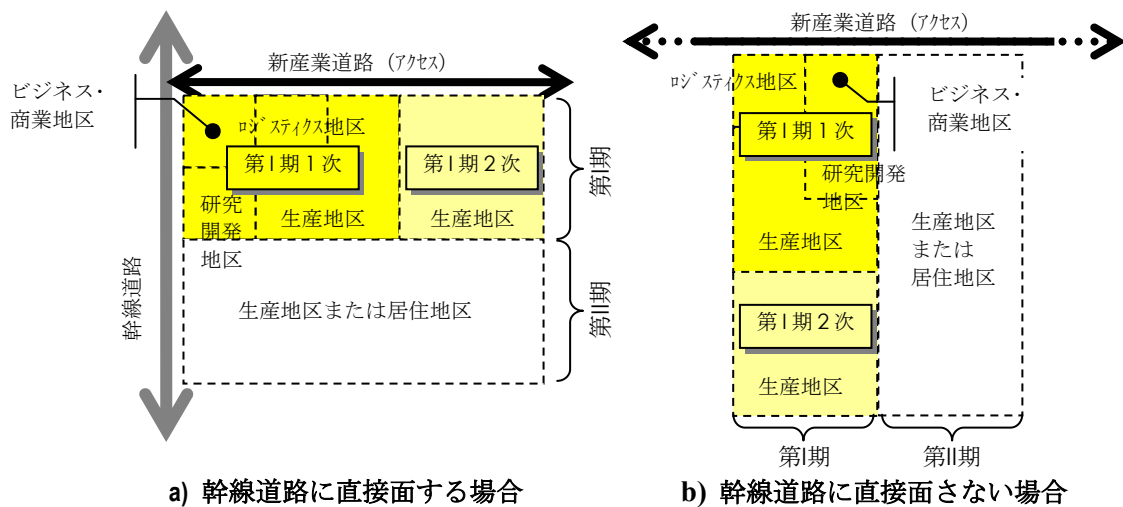 新産業道路（アクセス）
ビジネス・
商業地区
ﾛｼﾞｽﾃｨｸｽ地区
第Ⅰ期１次
第Ⅰ期２次
研究
開発
地区
生産地区
生産地区
第Ⅰ期
生産地区または居住地区
第Ⅱ期
幹線道路
a) 幹線道路に直接面する場合
新産業道路（アクセス）
ﾛｼﾞｽﾃｨｸｽ地区
ビジネス・
商業地区
第Ⅰ期１次
研究開発
地区
生産地区
生産地区
または
居住地区
第Ⅰ期２次
生産地区
第Ⅰ期
第Ⅱ期
b) 幹線道路に直接面さない場合